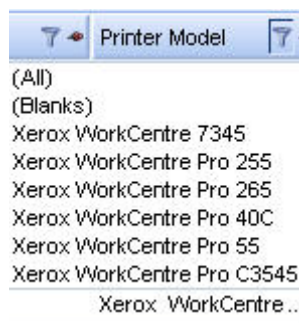 Printer Model
(All)
(Blanks)
Xerox WorkCentre 7345
Xerox WorkCentre Pro 255
Xerox WorkCentre Pro 265
Xerox WorkCentre Pro 40C
Xerox WorkCentre Pro 55
Xerox WorkCentre Pro C3545
Xerox WorkCentre..